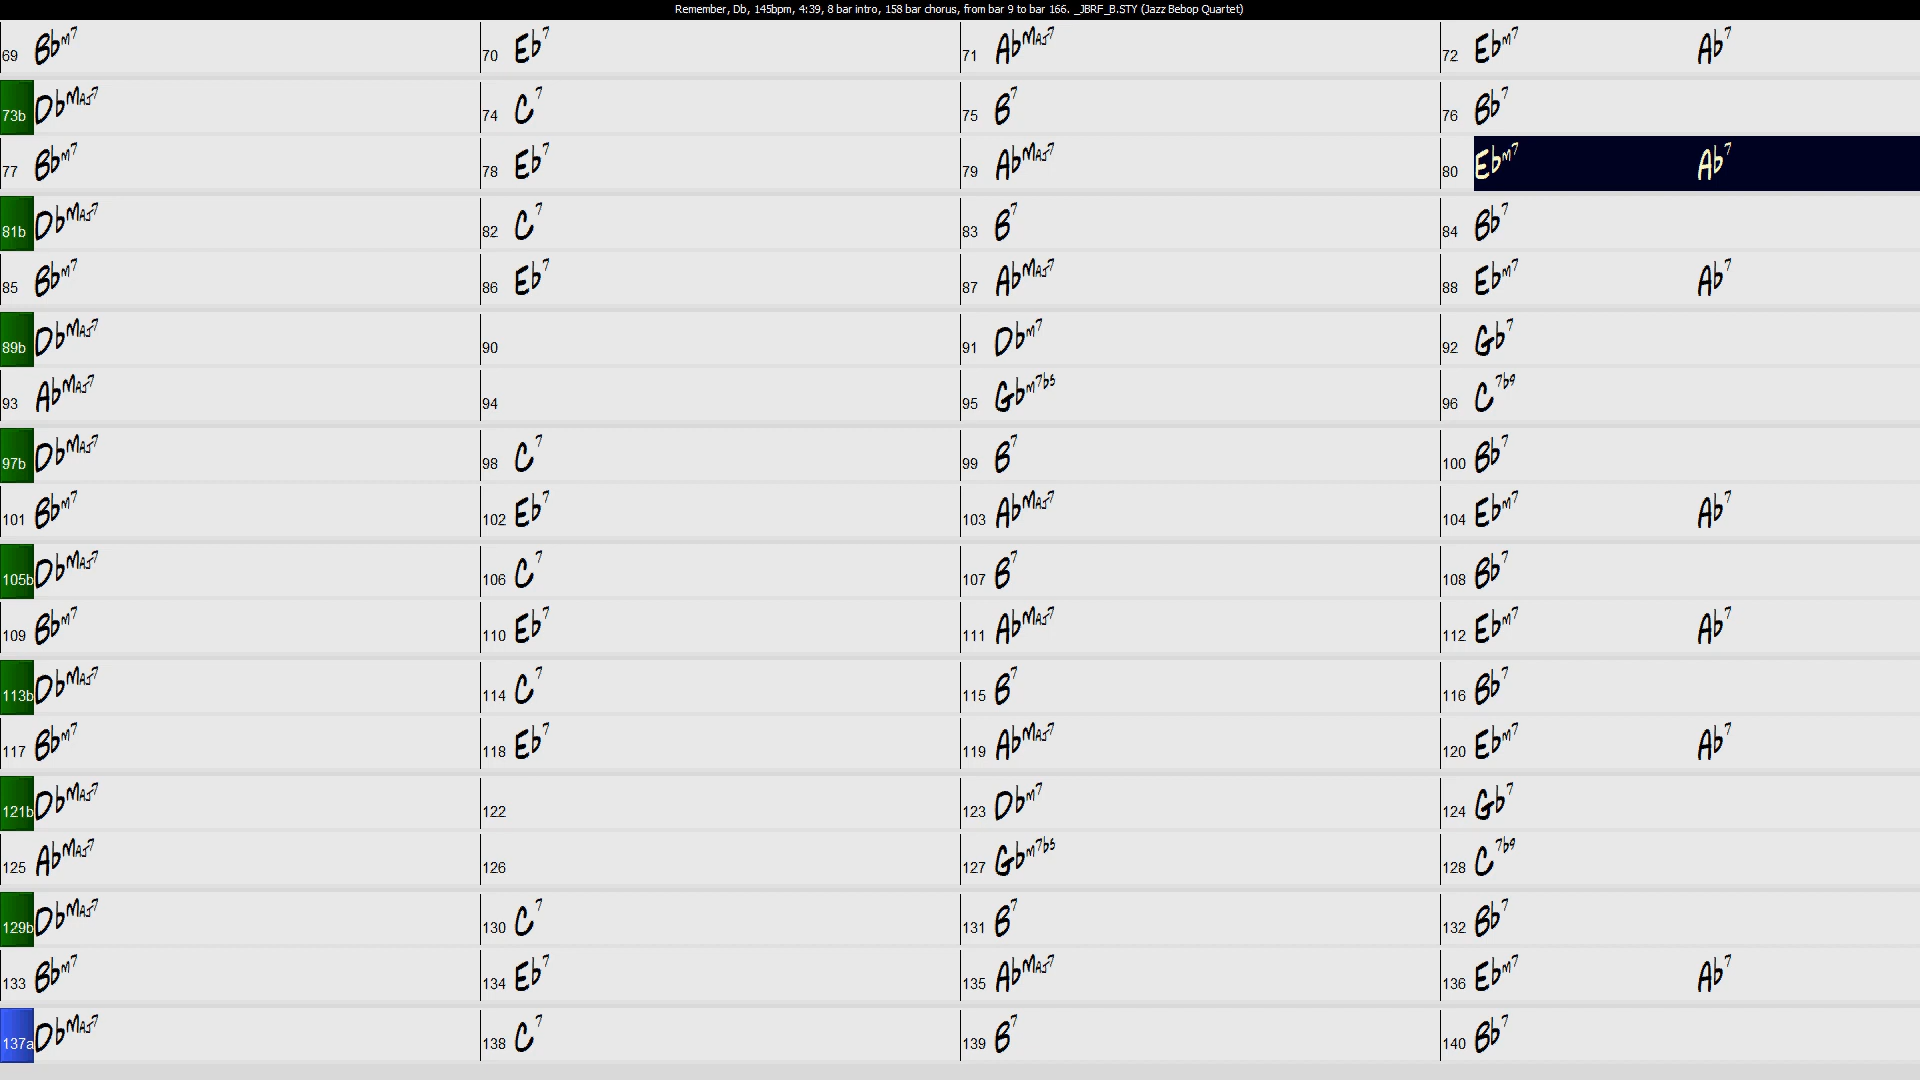 Remember, Db, 145bpm, 4:39, 8 bar intro, 158 bar chorus, from bar 9 to bar 166. _JBRF_B.STY (Jazz Bebop Quartet)
69 Bbm7 70 Eb7 71 AbMaj7 72 Ebm7 Ab7
73b DbMaj7 74 C7 75 B7 76 Bb7
77 Bbm7 78 Eb7 79 AbMaj7 80 Ebm7 Ab7
81b DbMaj7 82 C7 83 B7 84 Bb7
85 Bbm7 86 Eb7 87 AbMaj7 88 Ebm7 Ab7
89b DbMaj7 90 91 Dbm7 92 Gb7
93 AbMaj7 94 95 Gbm7b5 96 C7b9
97b DbMaj7 98 C7 99 B7 100 Bb7
101 Bbm7 102 Eb7 103 AbMaj7 104 Ebm7 Ab7
105b DbMaj7 106 C7 107 B7 108 Bb7
109 Bbm7 110 Eb7 111 AbMaj7 112 Ebm7 Ab7
113b DbMaj7 114 C7 115 B7 116 Bb7
117 Bbm7 118 Eb7 119 AbMaj7 120 Ebm7 Ab7
121b DbMaj7 122 123 Dbm7 124 Gb7
125 AbMaj7 126 127 Gbm7b5 128 C7b9
129b DbMaj7 130 C7 131 B7 132 Bb7
133 Bbm7 134 Eb7 135 AbMaj7 136 Ebm7 Ab7
137a DbMaj7 138 C7 139 B7 140 Bb7